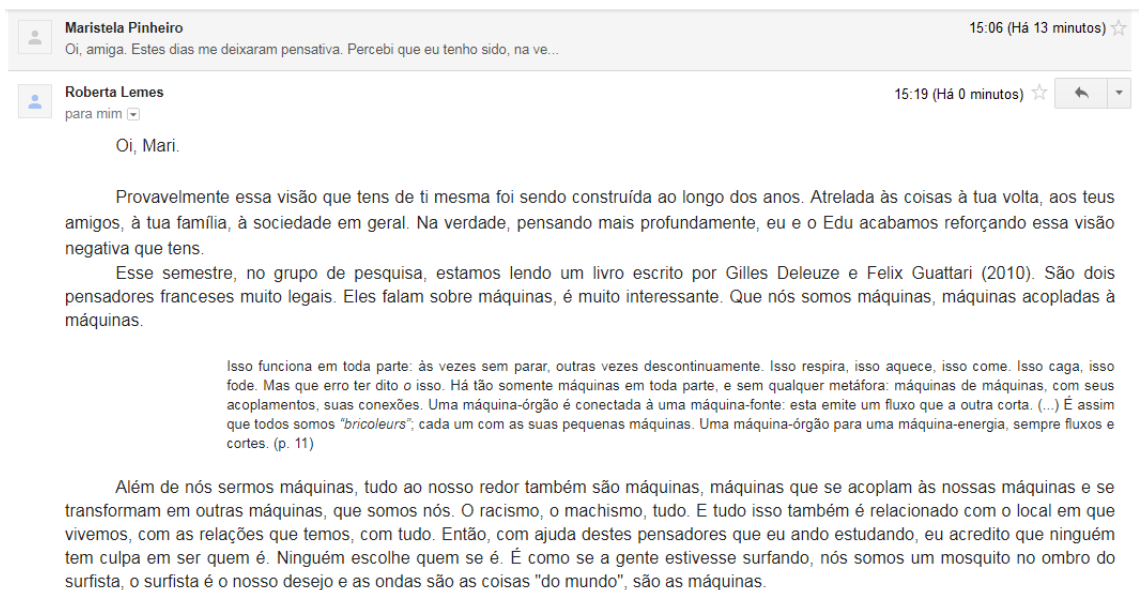 Maristela Pinheiro
15:06 (Há 13 minutos)
Oi, amiga. Estes dias me deixaram pensativa. Percebi que eu tenho sido, na ve...
Roberta Lemes
15:19 (Há 0 minutos)
para mim
Oi, Mari.
Provavelmente essa visão que tens de ti mesma foi sendo construída ao longo dos anos. Atrelada às coisas à tua volta, aos teus
amigos, à tua família, à sociedade em geral. Na verdade, pensando mais profundamente, eu e o Edu acabamos reforçando essa visão
negativa que tens.
Esse semestre, no grupo de pesquisa, estamos lendo um livro escrito por Gilles Deleuze e Felix Guattari (2010). São dois
pensadores franceses muito legais. Eles falam sobre máquinas, é muito interessante. Que nós somos máquinas, máquinas acopladas à
máquinas.
Isso funciona em toda parte: às vezes sem parar, outras vezes descontinuamente. Isso respira, isso aquece, isso come. Isso caga, isso
fode. Mas que erro ter dito o isso. Há tão somente máquinas em toda parte, e sem qualquer metáfora: máquinas de máquinas, com seus
acoplamentos, suas conexões. Uma máquina-órgão é conectada à uma máquina-fonte: esta emite um fluxo que a outra corta. (...) É assim
que todos somos "bricoleurs"; cada um com as suas pequenas máquinas. Uma máquina-órgão para uma máquina-energia, sempre fluxos e
cortes. (p. 11)
Além de nós sermos máquinas, tudo ao nosso redor também são máquinas, máquinas que se acoplam às nossas máquinas e se
transformam em outras máquinas, que somos nós. O racismo, o machismo, tudo. E tudo isso também é relacionado com o local em que
vivemos, com as relações que temos, com tudo. Então, com ajuda destes pensadores que eu ando estudando, eu acredito que ninguém
tem culpa em ser quem é. Ninguém escolhe quem se é. É como se a gente estivesse surfando, nós somos um mosquito no ombro do
surfista, o surfista é o nosso desejo e as ondas são as coisas "do mundo", são as máquinas.